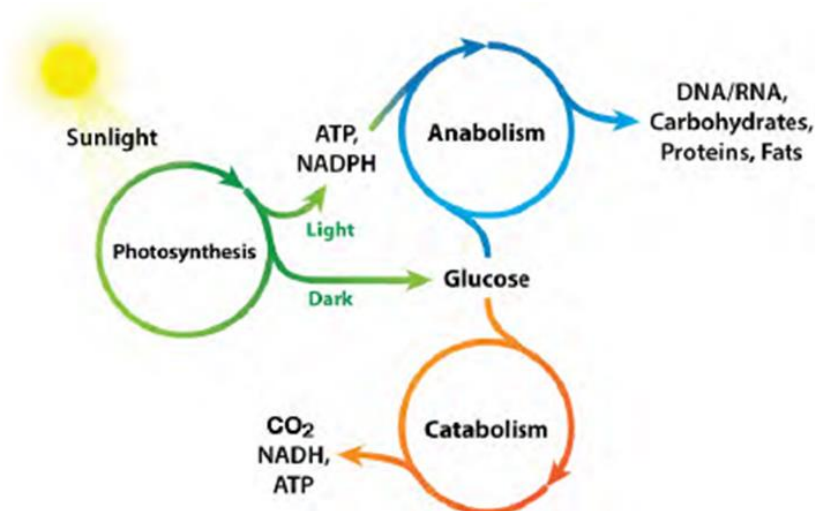 Sunlight
ATP,
NADPH
Anabolism
DNA/RNA,
Carbohydrates,
Proteins, Fats
Photosynthesis
Light
Dark
Glucose
CO₂
NADH,
ATP
Catabolism